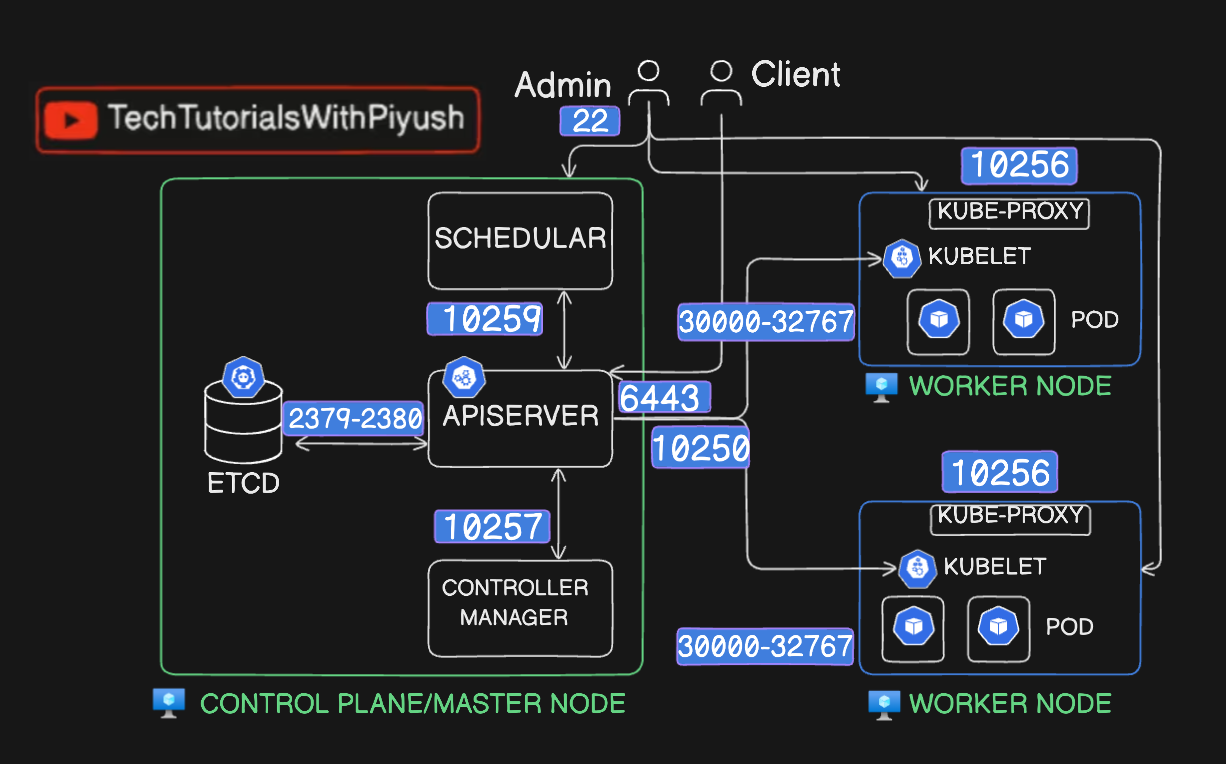 Admin
Client
TechTutorialsWithPiyush
22
10256
KUBE-PROXY
SCHEDULAR
KUBELET
10259
30000-32767
POD
WORKER NODE
6443
2379-2380
APISERVER
10250
ETCD
10256
KUBE-PROXY
10257
KUBELET
CONTROLLER
MANAGER
POD
30000-32767
CONTROL PLANE/MASTER NODE
WORKER NODE